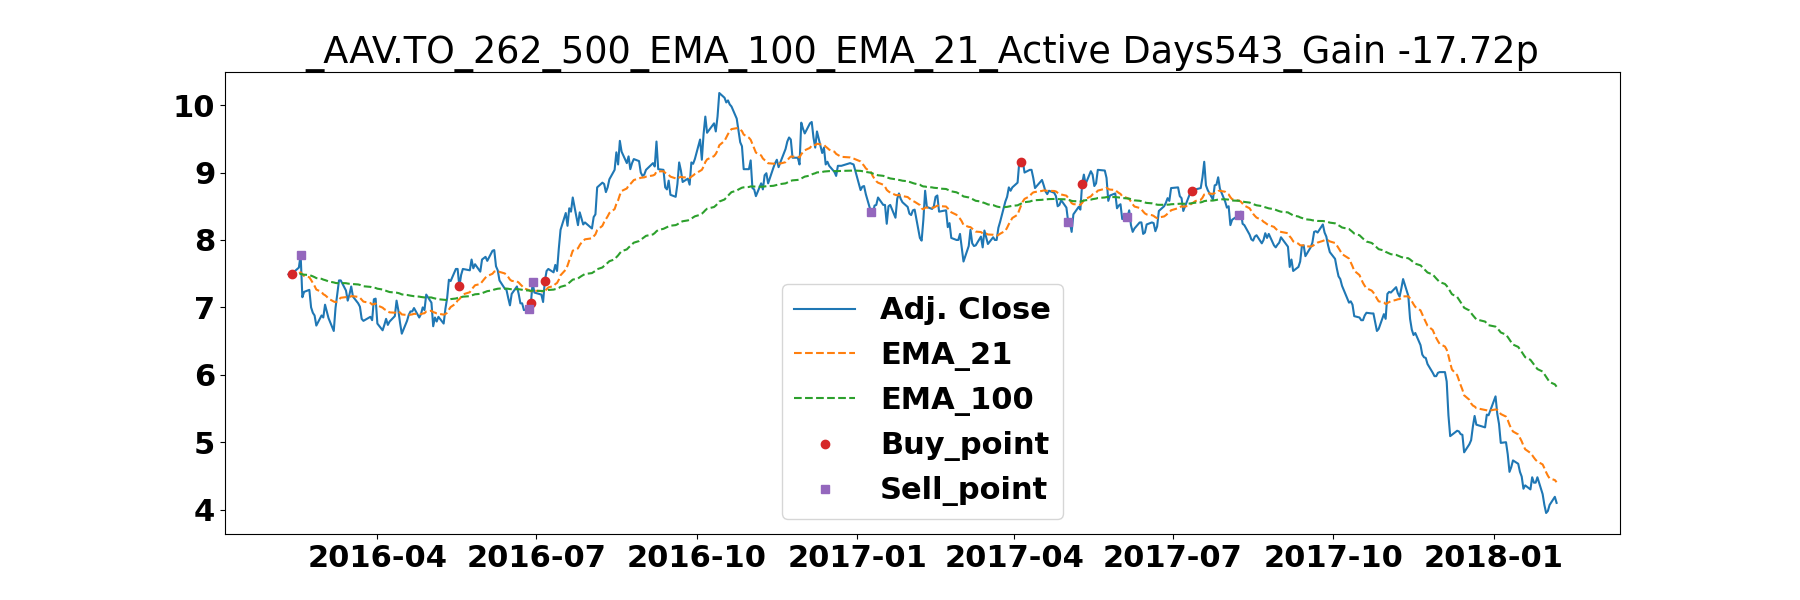 _AAV.TO_262_500_EMA_100_EMA_21_Active Days543_Gain -17.72p
10
9
8
7
6
5
4
Adj. Close
EMA_21
EMA_100
Buy_point
Sell_point
2016-04 2016-07 2016-10 2017-01 2017-04 2017-07 2017-10 2018-01